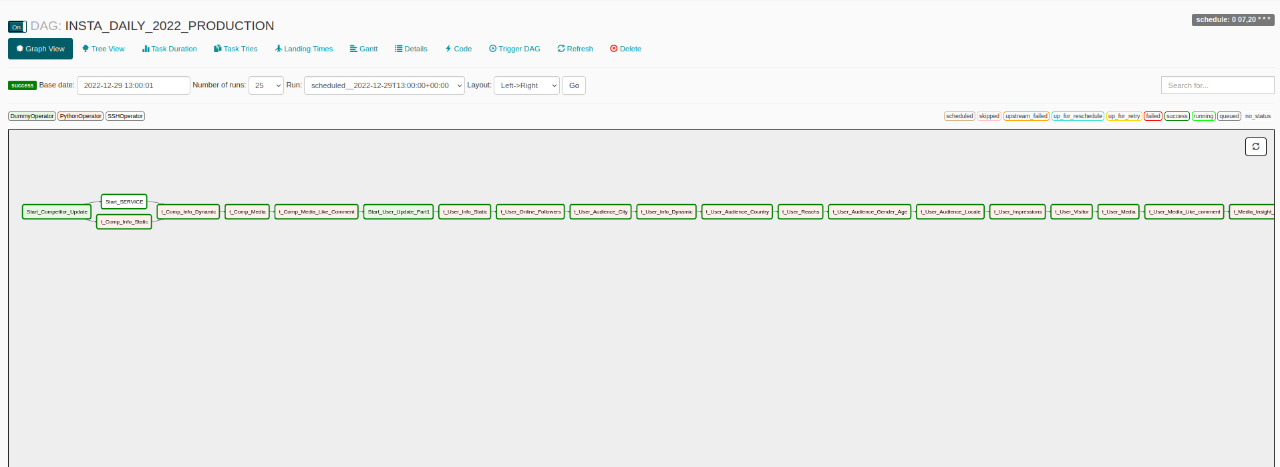 On DAG: INSTA_DAILY_2022_PRODUCTION
schedule: 0 07,20 * * *
Graph View Tree View Task Duration Task Tries Landing Times Gantt Details Code Trigger DAG Refresh Delete
success Base date: 2022-12-29 13:00:01 Number of runs: 25 Run: scheduled__2022-12-29T13:00:00+00:00 Layout: Left->Right Go Search for...
DummyOperator PythonOperator SSHOperator scheduled skipped upstream_failed up_for_reschedule up_for_retry failed success running queued no_status
Start_SERVICE
Start_Competitor_Update t_Comp_Info_Dynamic t_Comp_Media t_Comp_Media_Like_Comment Start_User_Update_Part1 t_User_Info_Static t_User_Online_Followers t_User_Audience_City t_User_Info_Dynamic t_User_Audience_Country t_User_Reachs t_User_Audience_Gender_Age t_User_Audience_Locale t_User_Impressions t_User_Visitor t_User_Media t_User_Media_Like_comment t_Media_Insight_
t_Comp_Info_Static